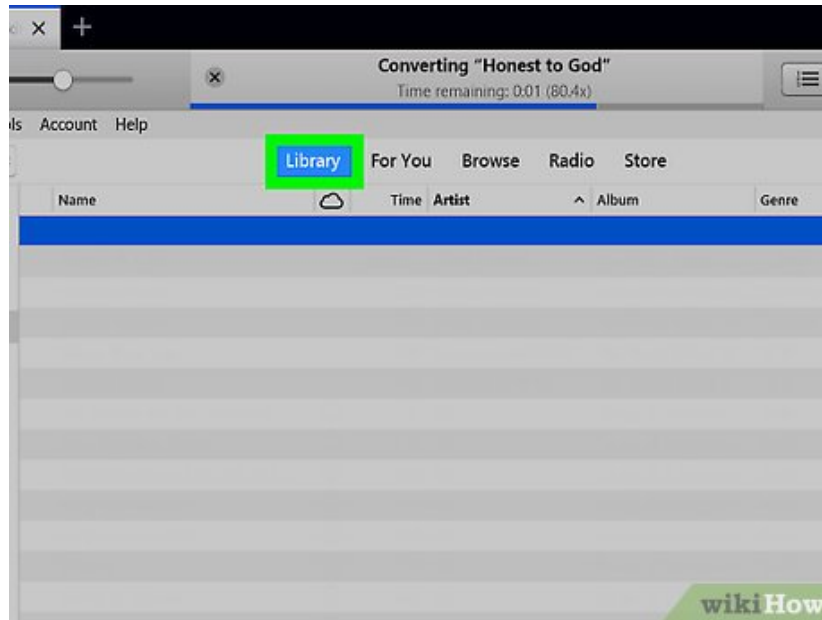 Converting "Honest to God"
Time remaining: 0:01 (80.4x)
Account Help
Library For You Browse Radio Store
Name Time Artist Album Genre
wikiHow